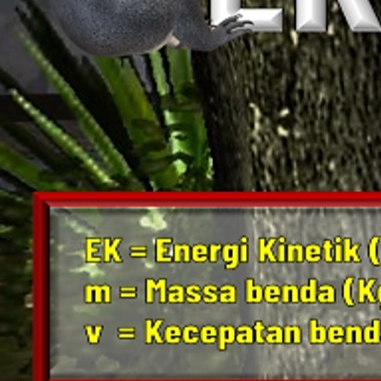 EK = Energi Kinetik (
m = Massa benda (K
v = Kecepatan bend